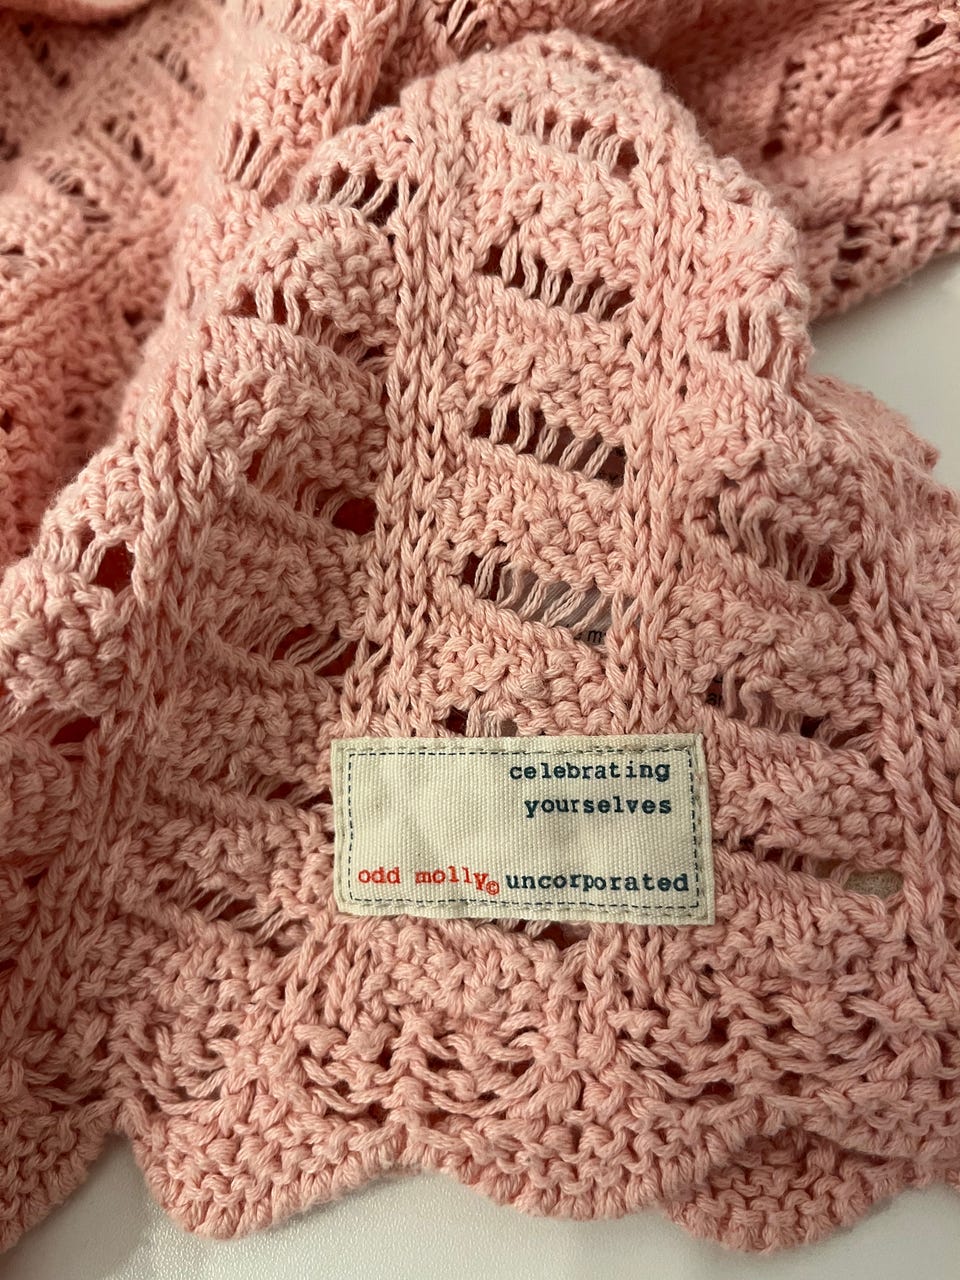 celebrating
yourselves
odd molly© uncorporated